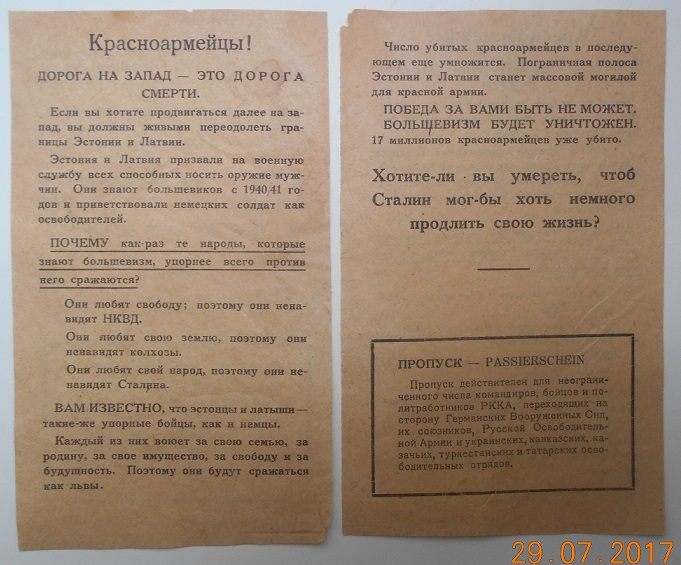 Красноармейцы!
ДОРОГА НА ЗАПАД — ЭТО ДОРОГА
СМЕРТИ.
Если вы хотите продвигаться далее на за-
пад, вы должны живыми переодолеть гра-
ницы Эстонии и Латвии.
Эстония и Латвия призвали на военную
службу всех способных носить оружие муж-
чин. Они знают большевиков с 1940/41 го-
дов и приветствовали немецких солдат как
освободителей.
ПОЧЕМУ как-раз те народы, которые
знают большевизм, упорнее всего против
него сражаются?
Они любят свободу; поэтому они нена-
видят НКВД.
Они любят свою землю, поэтому они
ненавидят колхозы.
Они любят свой народ, поэтому они не-
навядят Сталина.
ВАМ ИЗВЕСТНО, что эстонцы и латыши—
такие-же упорные бойцы, как и немцы.
Каждый из них воюет за свою семью, за
родину, за свое имущество, за свободу и за
будущность. Поэтому они будут сражаться
как львы.
Число убитых красноармейцев в последу-
ющем еще умножится. Пограничная полоса
Эстонии и Латвии станет массовой могилой
для красной армии.
ПОБЕДА ЗА ВАМИ БЫТЬ НЕ МОЖЕТ.
БОЛЬШЕВИЗМ БУДЕТ УНИЧТОЖЕН.
17 миллионов красноармейцев уже убито.
Хотите-ли вы умереть, чтоб
Сталин мог-бы хоть немного
продлить свою жизнь?
ПРОПУСК — PASSIERSCHEIN
Пропуск действителен для неограни-
ченного числа командиров, бойцов и по-
литработников РККА, переходящих на
сторону Германских Вооруженных Сил,
их союзников, Русской Освободитель-
ной Армии и украинских, кавказских, ка-
зачьих, туркестанских и татарских осво-
бодительных отрядов.
29.07.2017